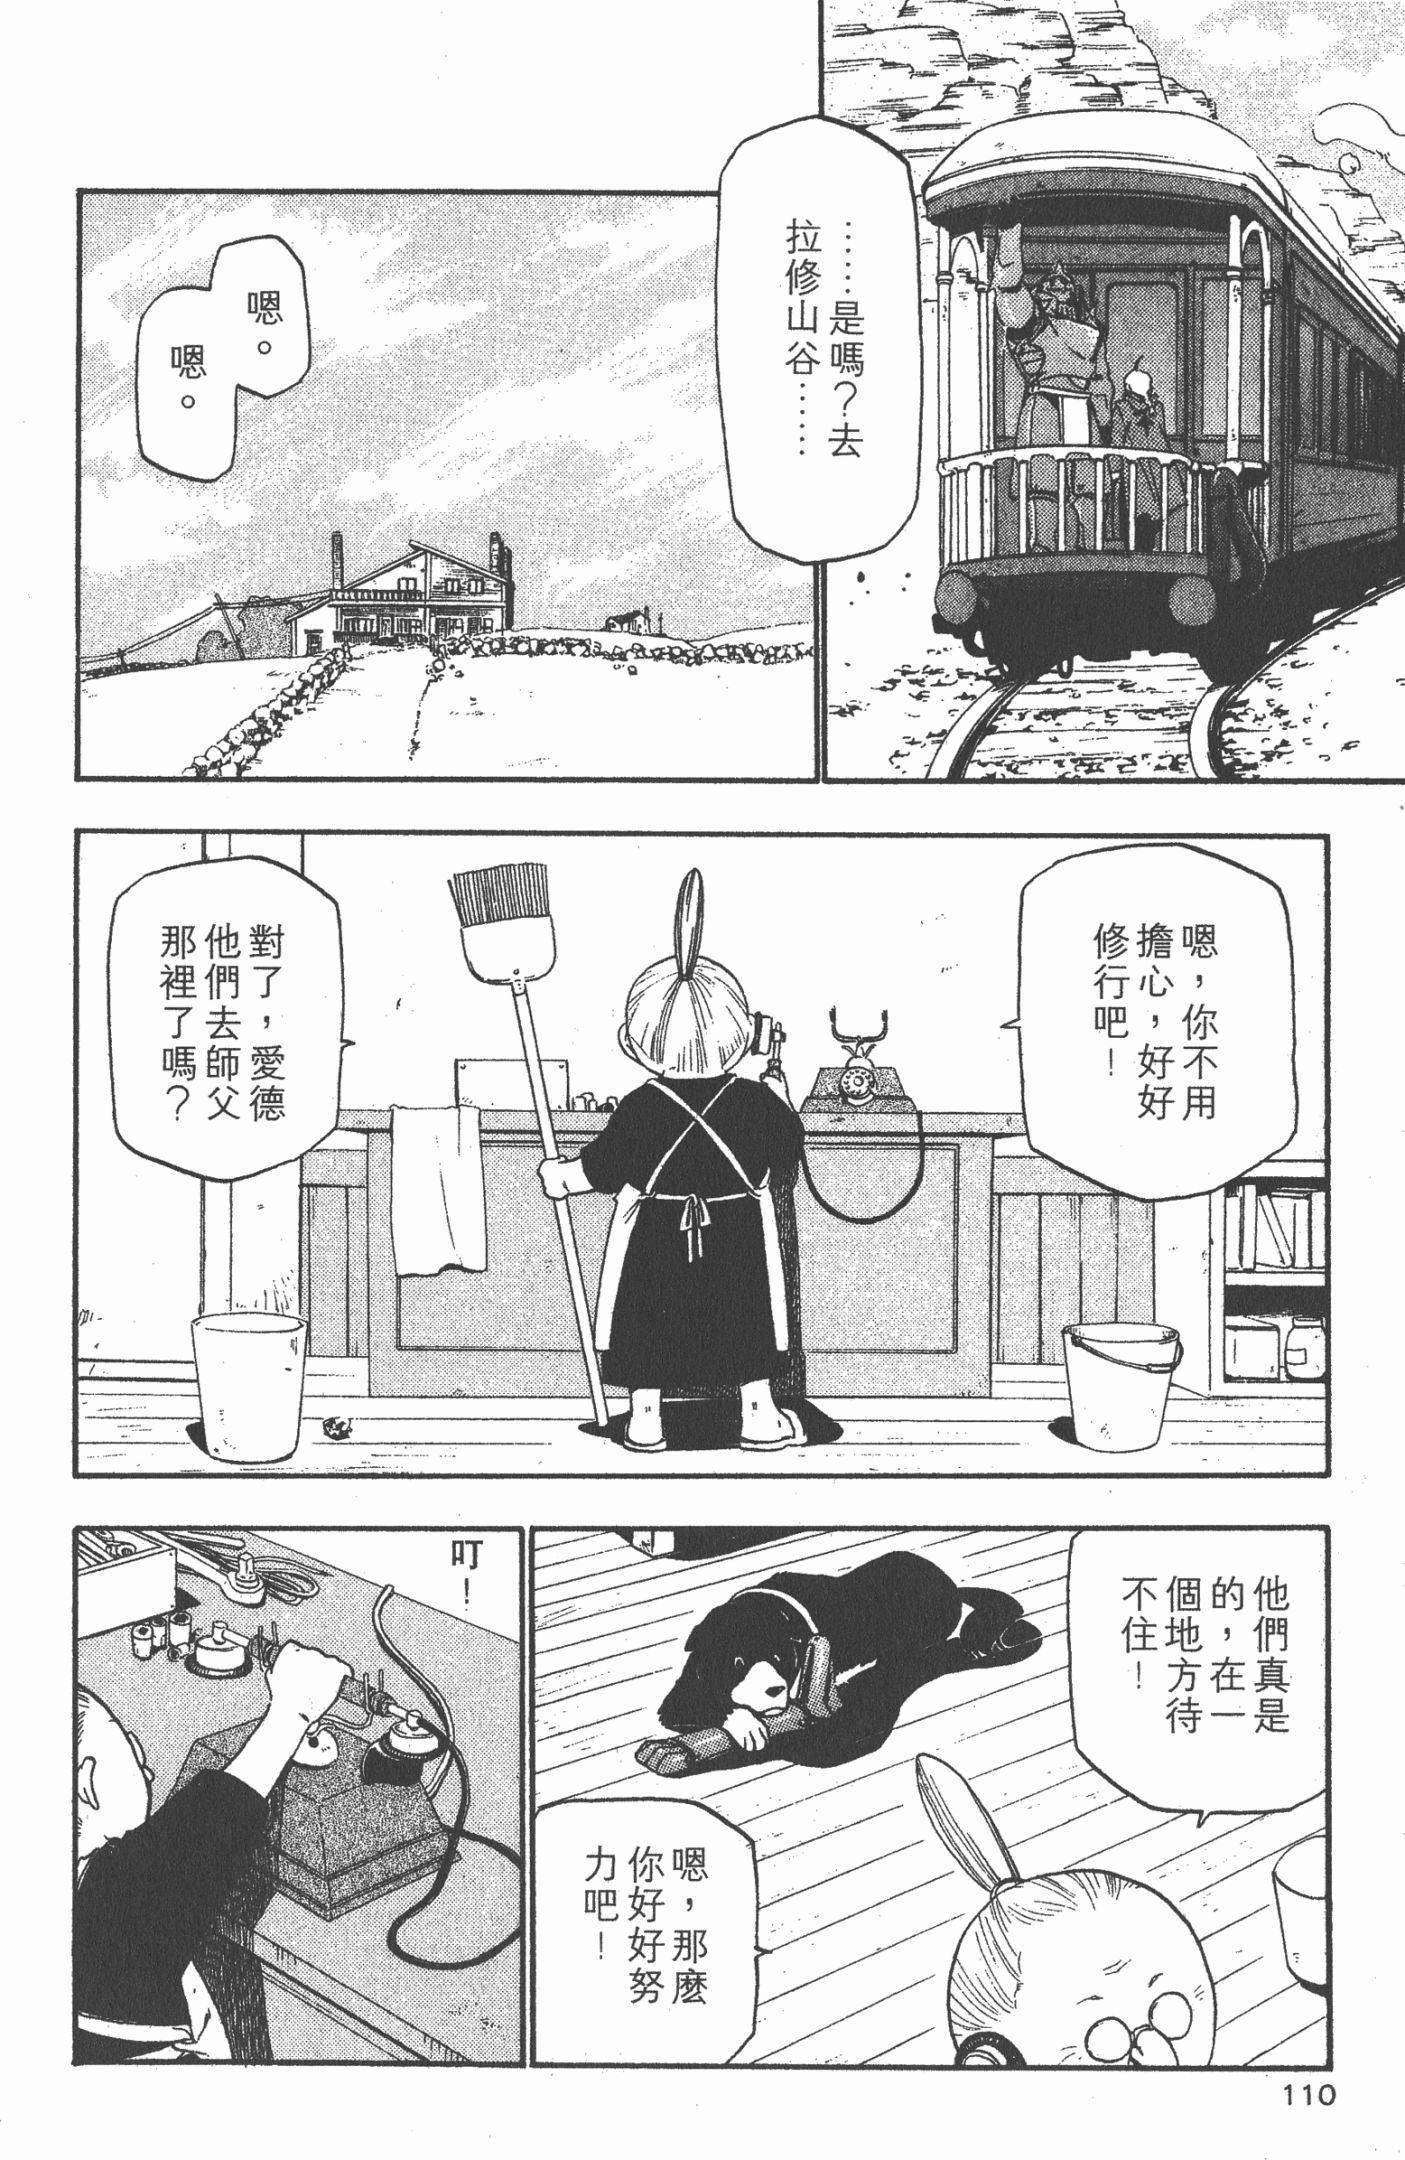 ……是嗎？去
拉修山谷……
嗯。
嗯。
嗯，你不用
擔心，好好
修行吧！
對了，愛德
他們去師父
那裡了嗎？
他們真是
的，在一
個地方待
不住！
嗯，那麼
你好好努
力吧！
叮！
110